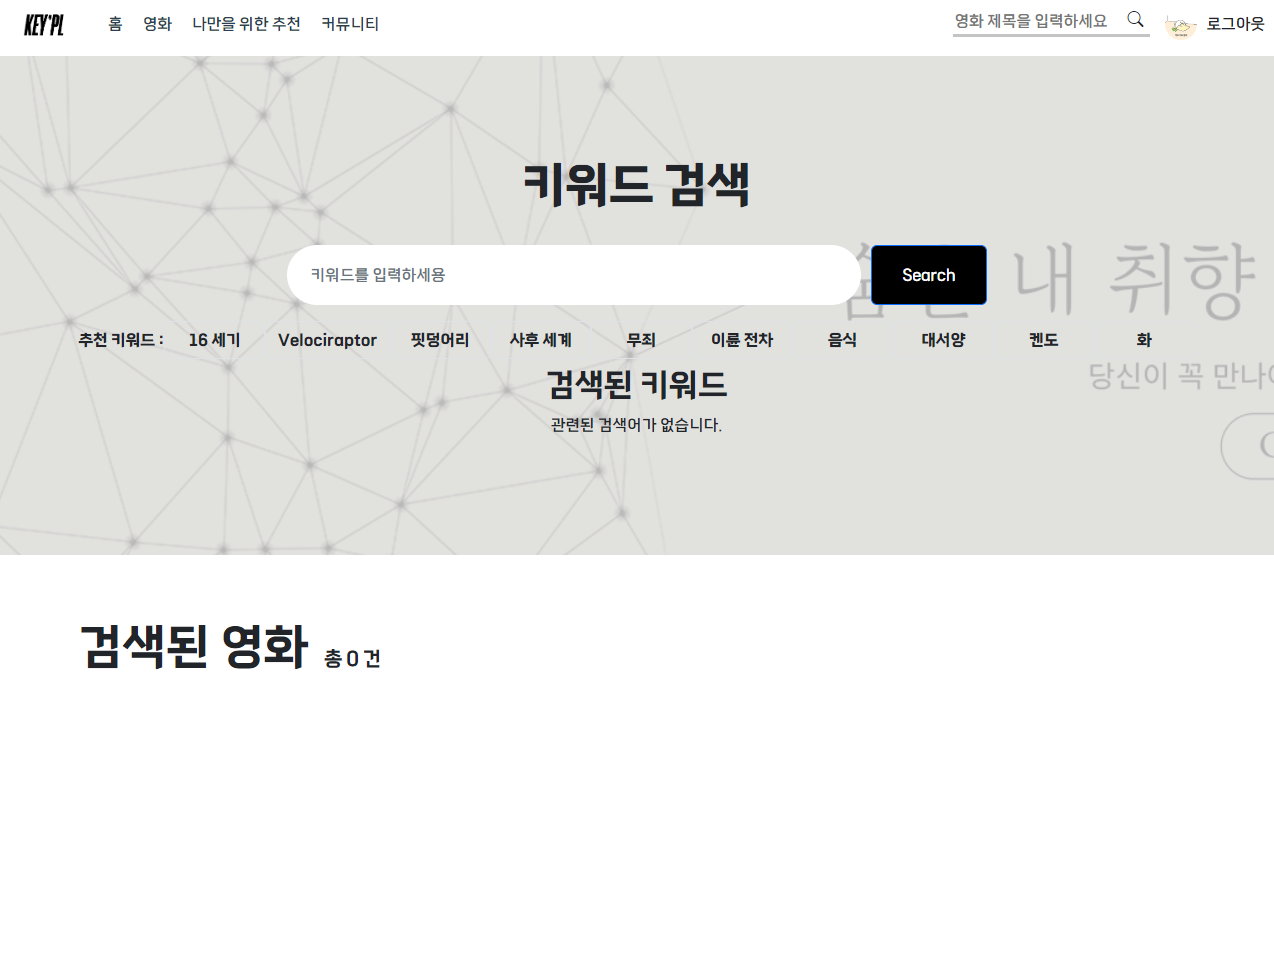 KEY'PL 홈 영화 나만을 위한 추천 커뮤니티 영화 제목을 입력하세요 로그아웃
키워드 검색
키워드를 입력하세용 Search
내 취향
추천 키워드 : 16 세기 Velociraptor 핏덩어리 사후 세계 무죄 이륜 전차 음식 대서양 켄도 화
당신이 꼭 만나
검색된 키워드
관련된 검색어가 없습니다.
검색된 영화 총 0 건